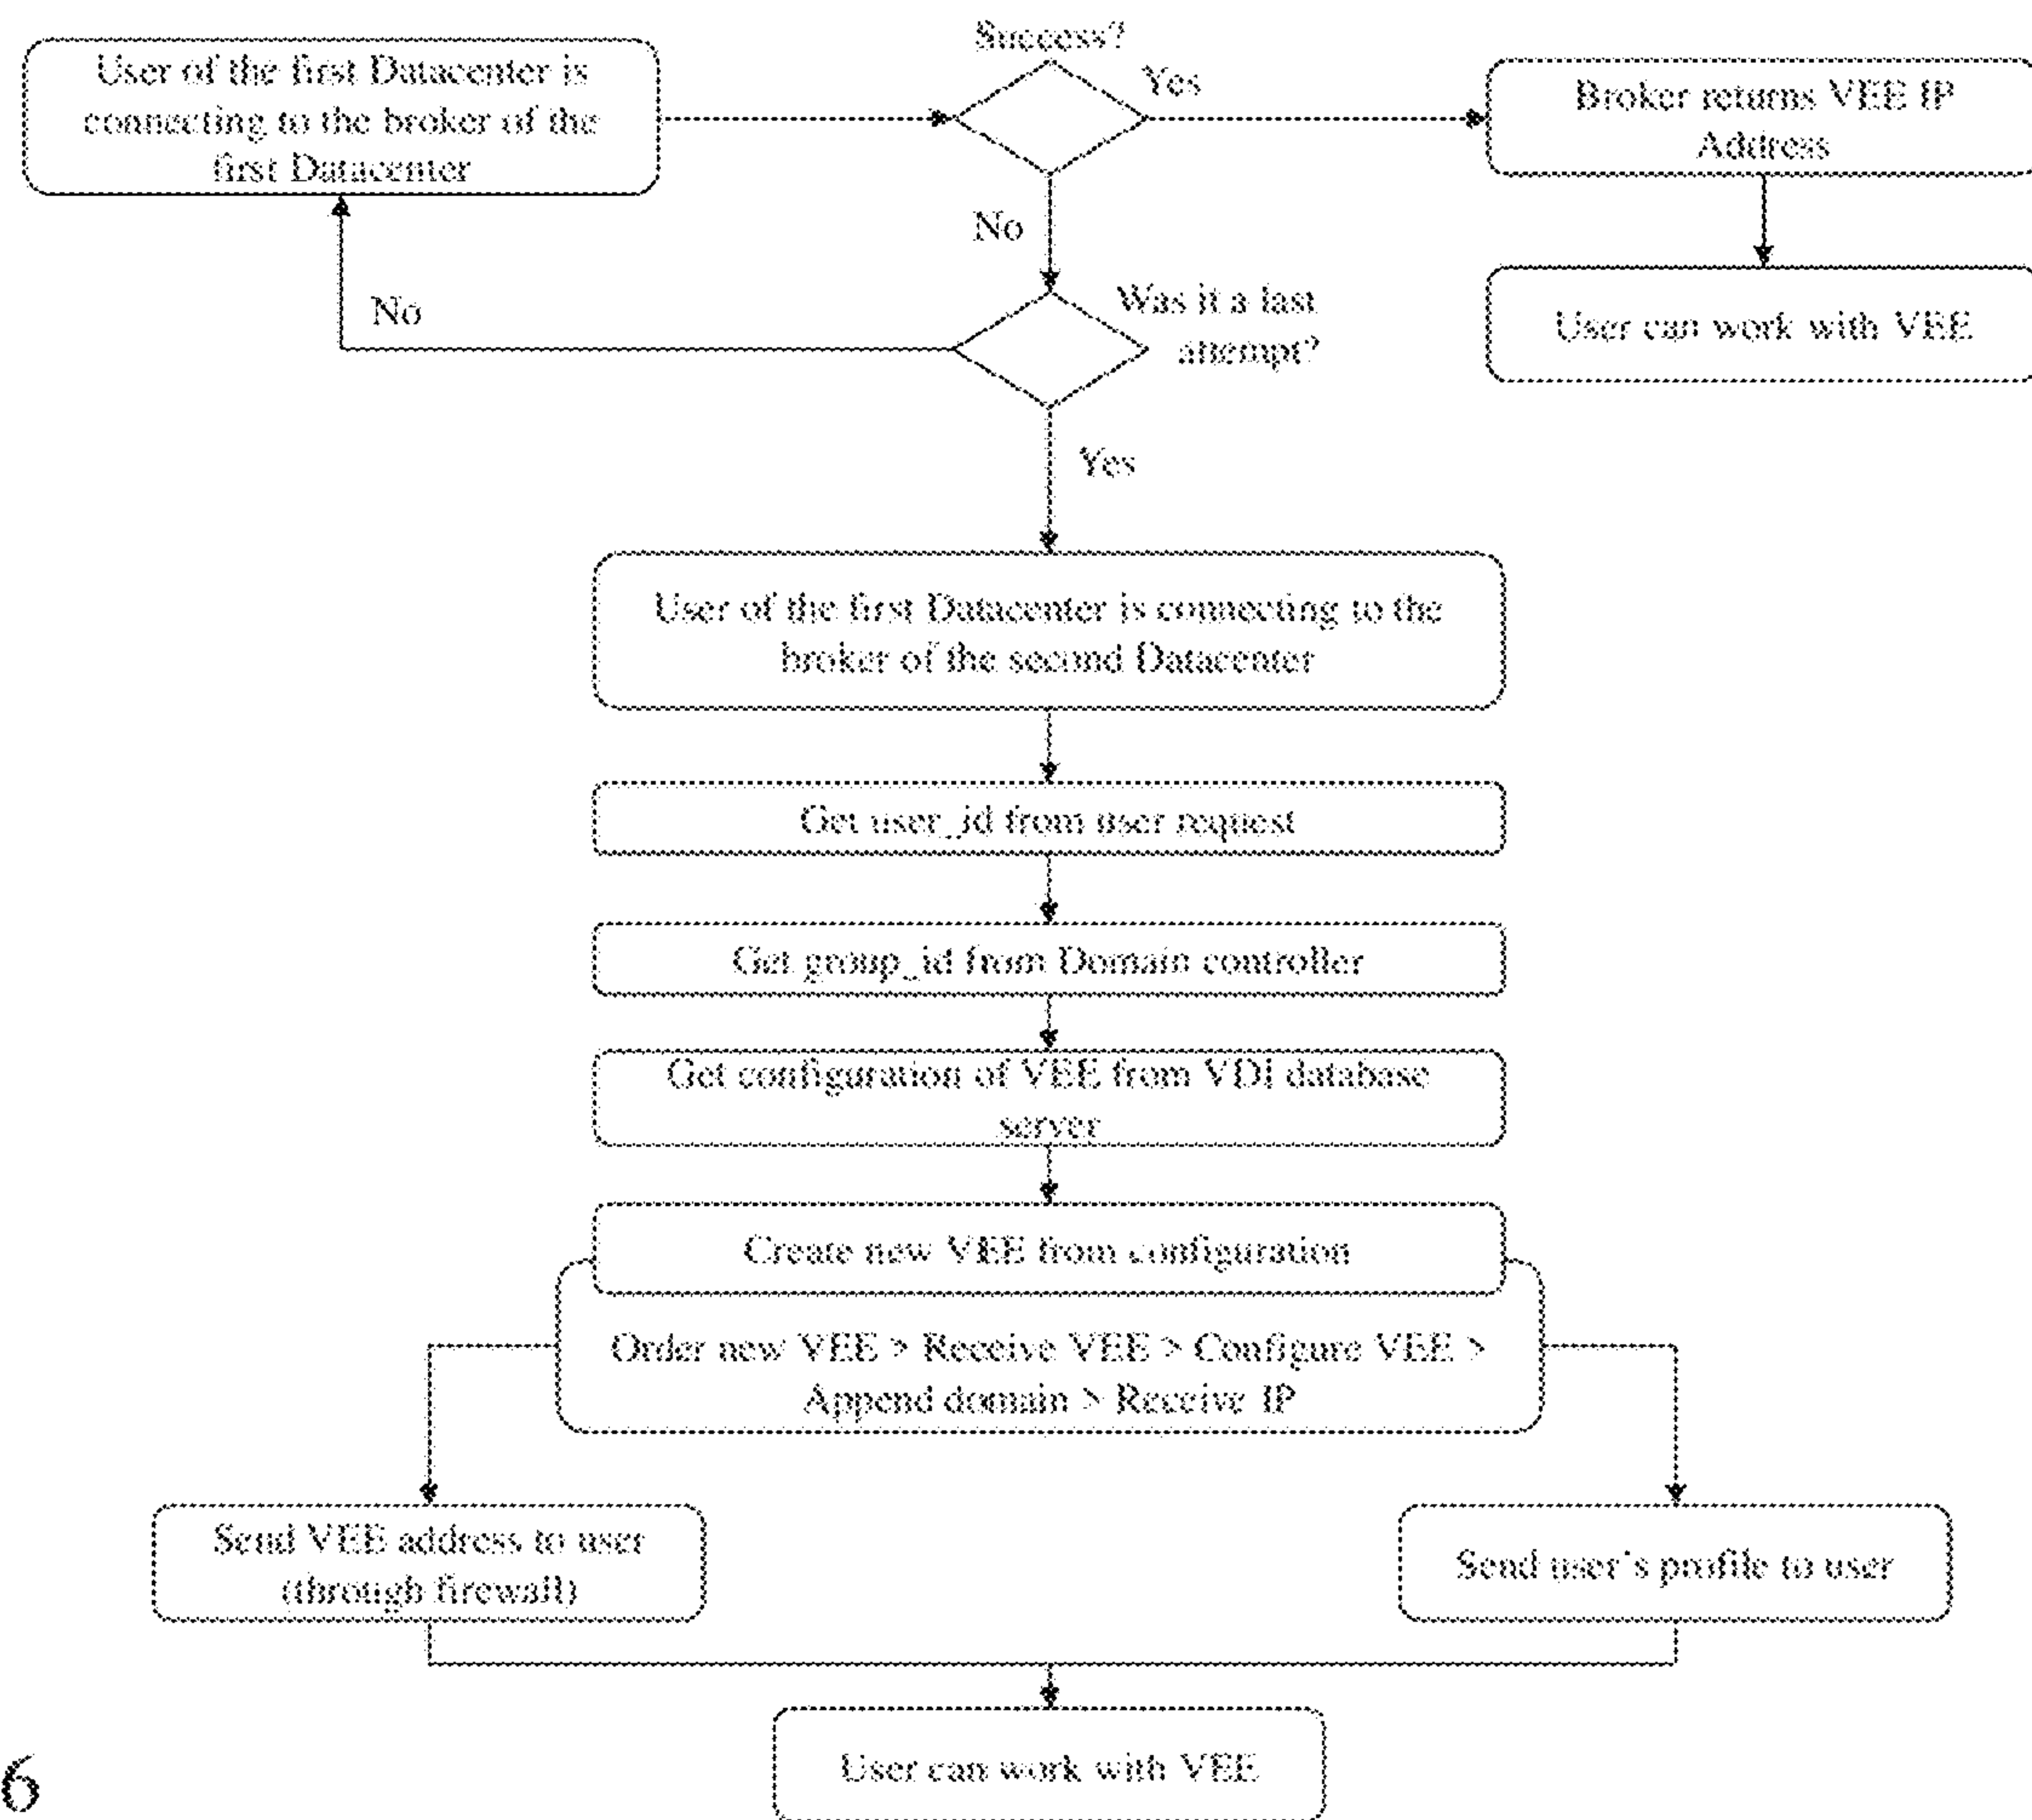 Success?
User of the first Datacenter is
connecting to the broker of the
first Datacenter
Yes
Broker returns VEE IP
Address
No
No
Was it a last
attempt?
User can work with VEE
Yes
User of the first Datacenter is connecting to the
broker of the second Datacenter
Get user_id from user request
Get group_id from Domain controller
Get configuration of VEE from VDI database
server
Create new VEE from configuration
Order new VEE > Receive VEE > Configure VEE >
Append domain > Receive IP
Send VEE address to user
(through firewall)
Send user's profile to user
User can work with VEE
6